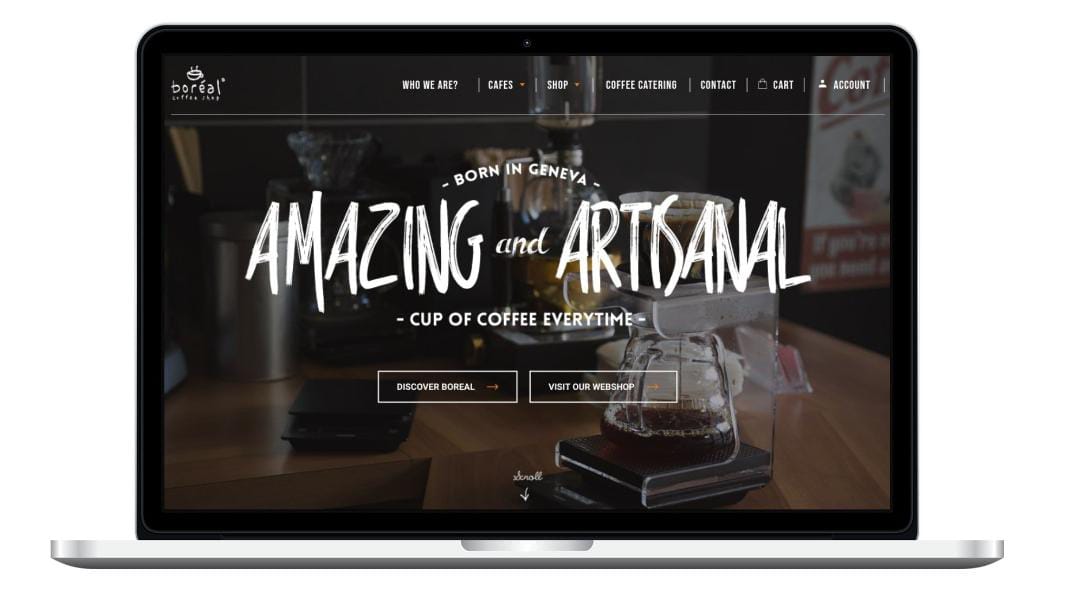 boréal
coffee shop
WHO WE ARE? CAFES SHOP COFFEE CATERING CONTACT CART ACCOUNT
- BORN IN GENEVA -
AMAZING and ARTISANAL
- CUP OF COFFEE EVERYTIME -
DISCOVER BOREAL → VISIT OUR WEBSHOP →
Scroll
If you're
you need